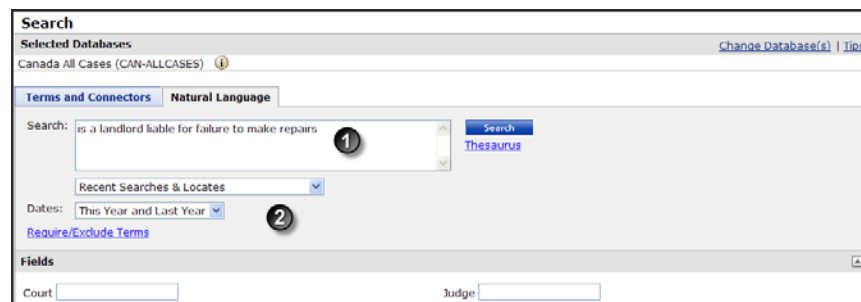 Search
Selected Databases Change Database(s) | Tips
Canada All Cases (CAN-ALLCASES) i
Terms and Connectors Natural Language
Search: is a landlord liable for failure to make repairs 1 Search
Thesaurus
Recent Searches & Locates
Dates: This Year and Last Year 2
Require/Exclude Terms
Fields
Court Judge